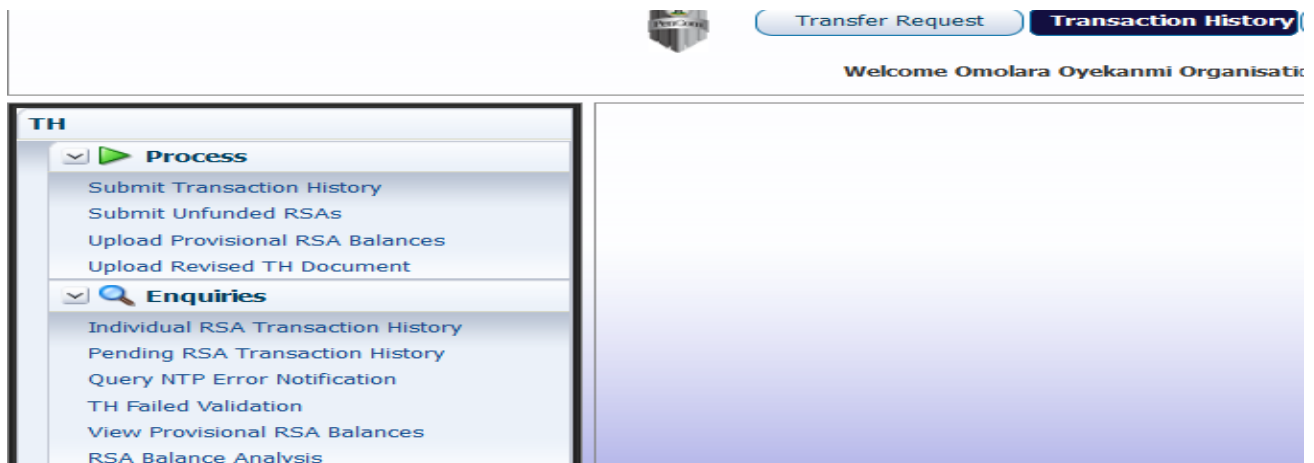 PenCom
Transfer Request
Transaction History
Welcome Omolara Oyekanmi Organisatio
TH
Process
Submit Transaction History
Submit Unfunded RSAs
Upload Provisional RSA Balances
Upload Revised TH Document
Enquiries
Individual RSA Transaction History
Pending RSA Transaction History
Query NTP Error Notification
TH Failed Validation
View Provisional RSA Balances
RSA Balance Analysis